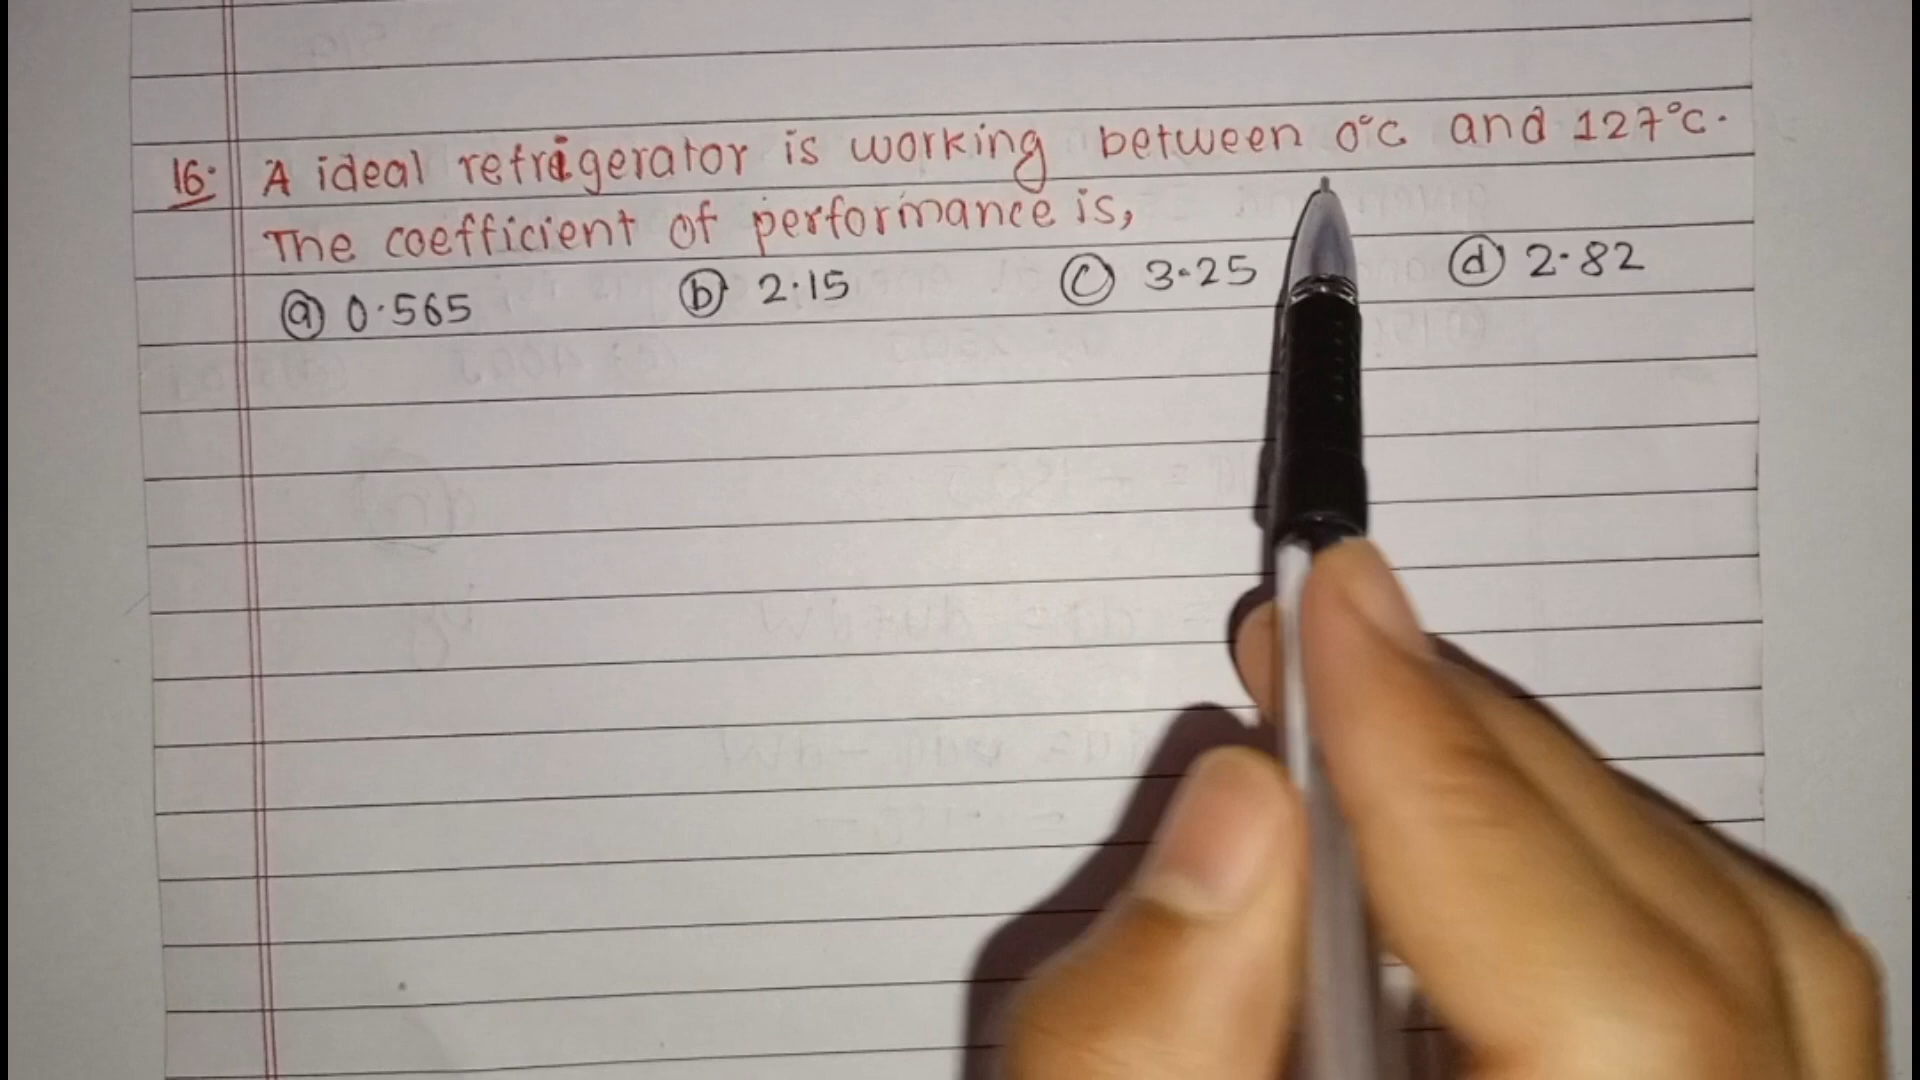 16. A ideal refrigerator is working between 0°C and 127°C.
The coefficient of performance is,
(a) 0.565 (b) 2.15 (c) 3.25 (d) 2.82